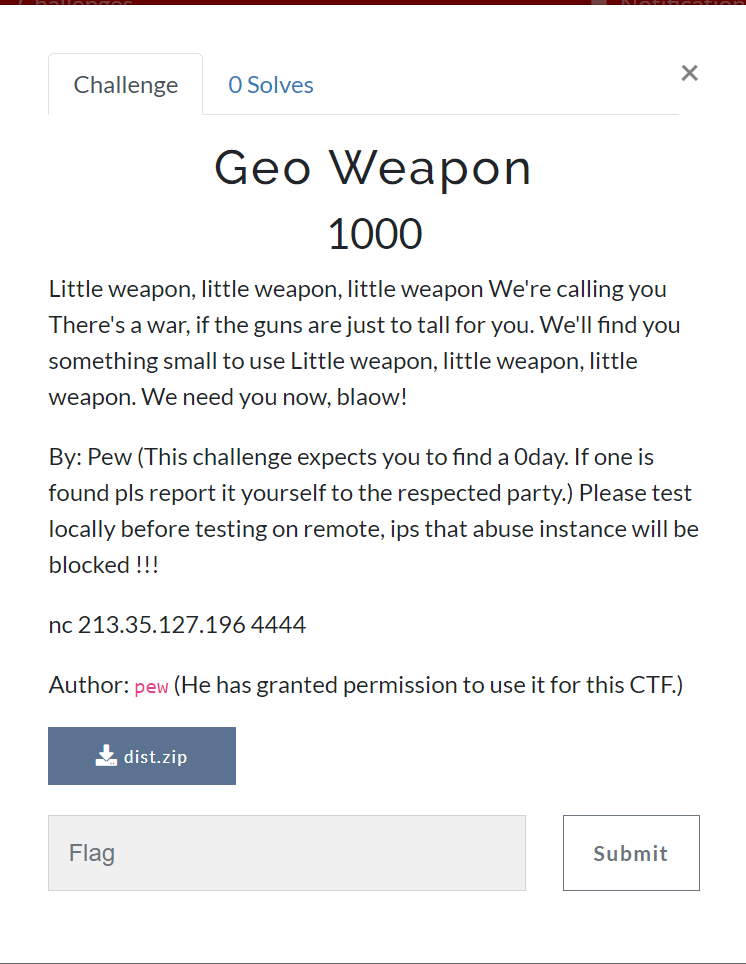 Challenges
Notification
Challenge
0 Solves
×
Geo Weapon
1000
Little weapon, little weapon, little weapon We're calling you
There's a war, if the guns are just to tall for you. We'll find you
something small to use Little weapon, little weapon, little
weapon. We need you now, blaow!
By: Pew (This challenge expects you to find a 0day. If one is
found pls report it yourself to the respected party.) Please test
locally before testing on remote, ips that abuse instance will be
blocked !!!
nc 213.35.127.196 4444
Author: pew (He has granted permission to use it for this CTF.)
dist.zip
Flag
Submit